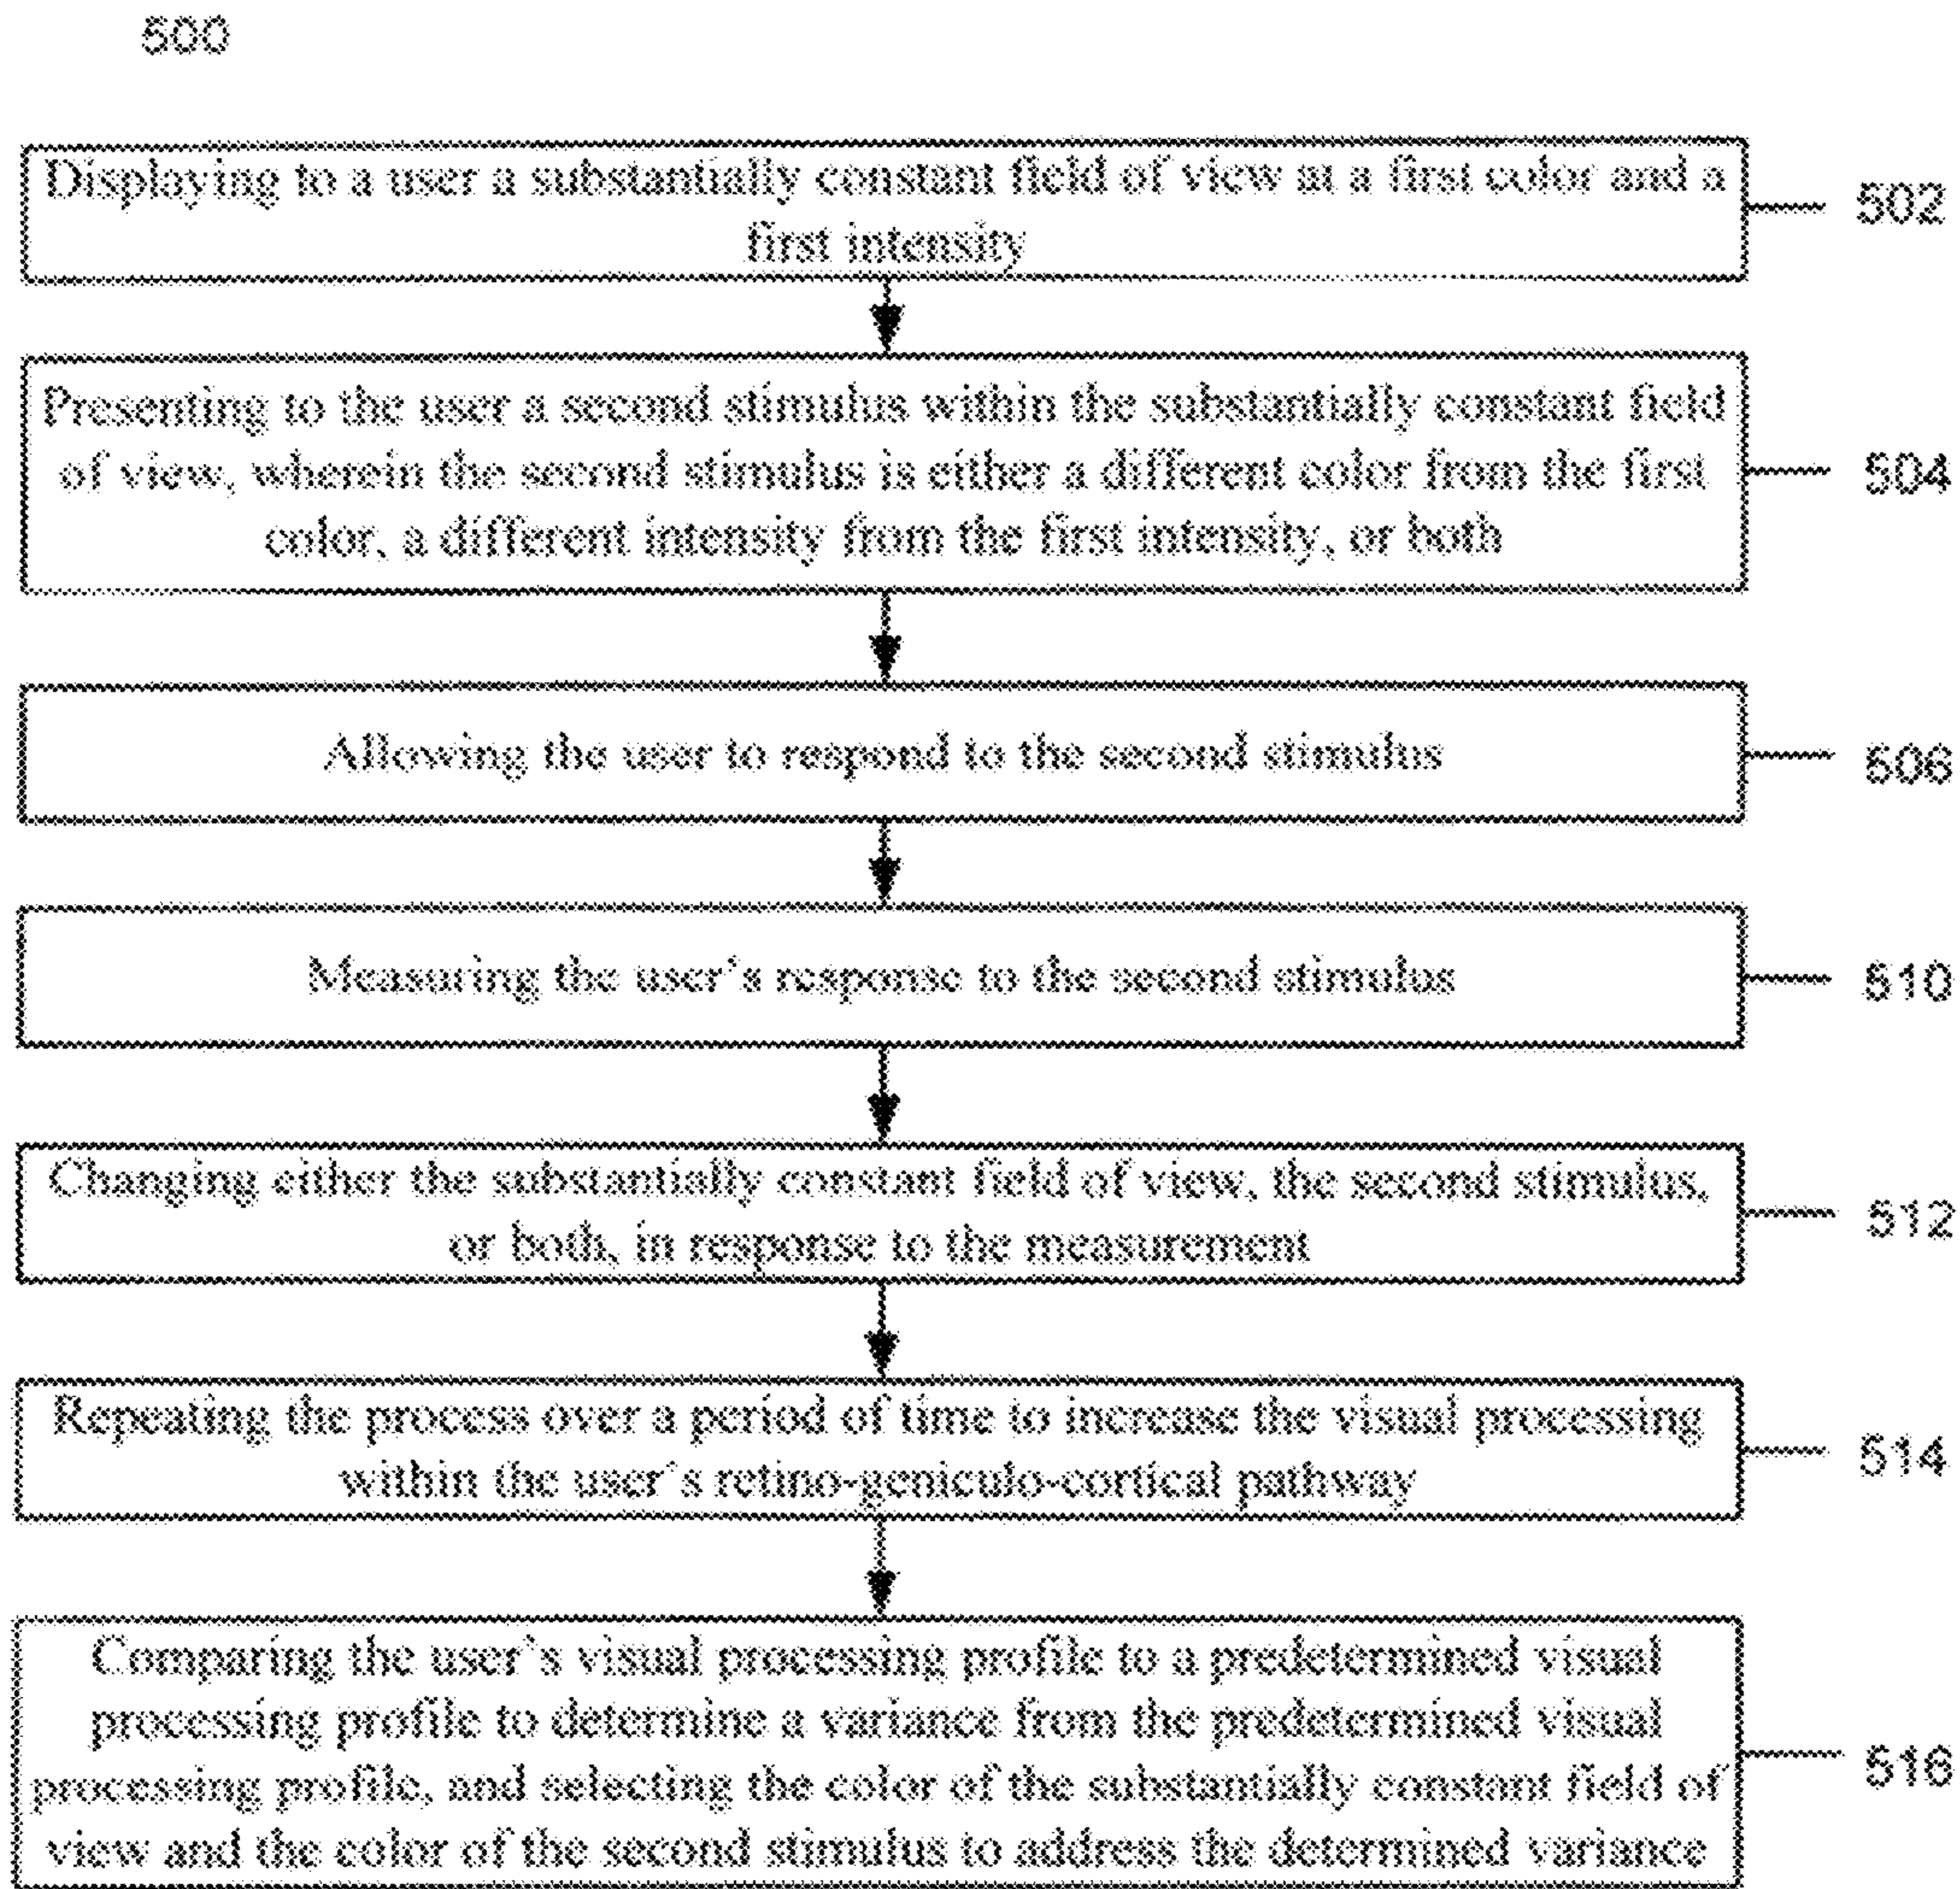 500
Displaying to a user a substantially constant field of view at a first color and a
first intensity
502
Presenting to the user a second stimulus within the substantially constant field
of view, wherein the second stimulus is either a different color from the first
color, a different intensity from the first intensity, or both
504
Allowing the user to respond to the second stimulus
506
Measuring the user's response to the second stimulus
510
Changing either the substantially constant field of view, the second stimulus,
or both, in response to the measurement
512
Repeating the process over a period of time to increase the visual processing
within the user's retino-geniculo-cortical pathway
514
Comparing the user's visual processing profile to a predetermined visual
processing profile to determine a variance from the predetermined visual
processing profile, and selecting the color of the substantially constant field of
view and the color of the second stimulus to address the determined variance
516